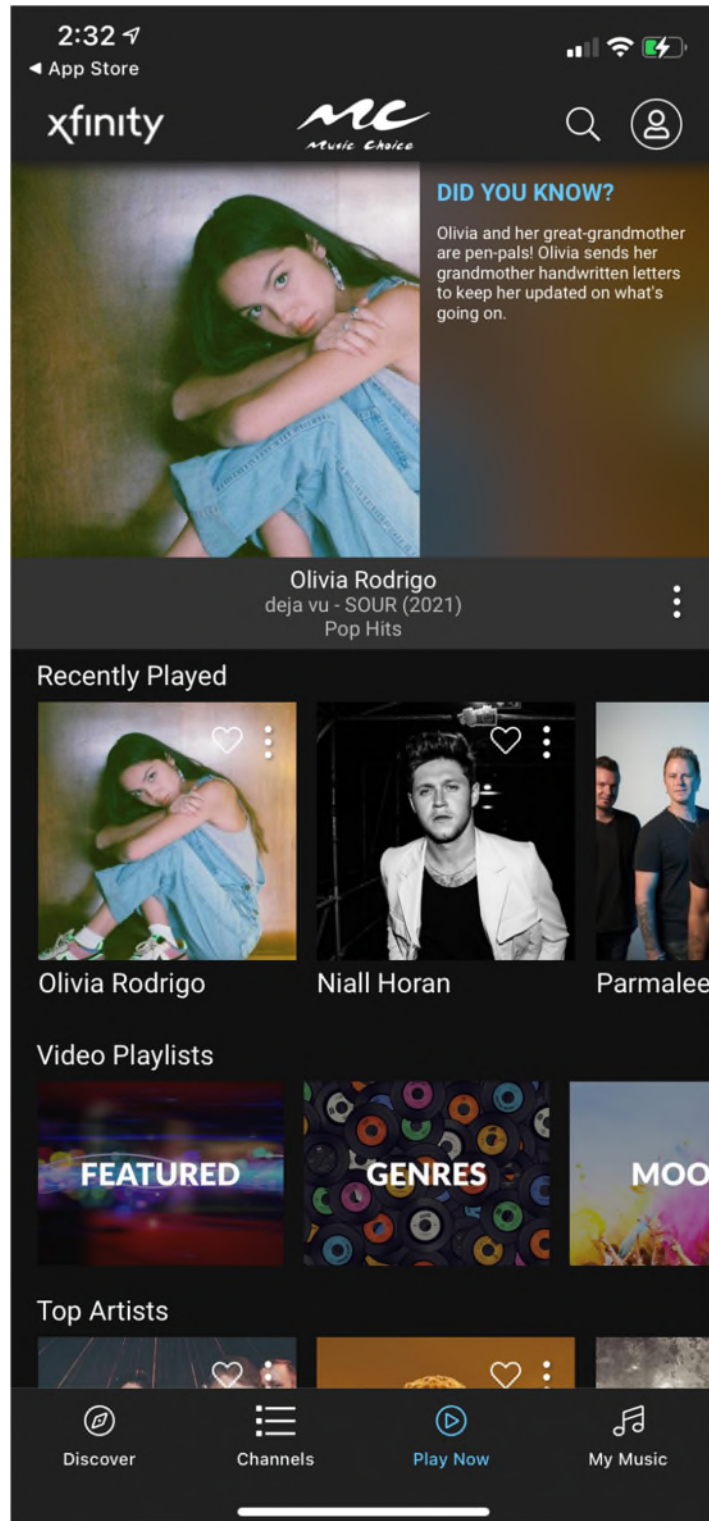 2:32
◀ App Store
xfinity
MC
Music Choice
DID YOU KNOW?
Olivia and her great-grandmother
are pen-pals! Olivia sends her
grandmother handwritten letters
to keep her updated on what's
going on.
Olivia Rodrigo
deja vu - SOUR (2021)
Pop Hits
Recently Played
Olivia Rodrigo
Niall Horan
Parmalee
Video Playlists
FEATURED
GENRES
MOO
Top Artists
Discover
Channels
Play Now
My Music